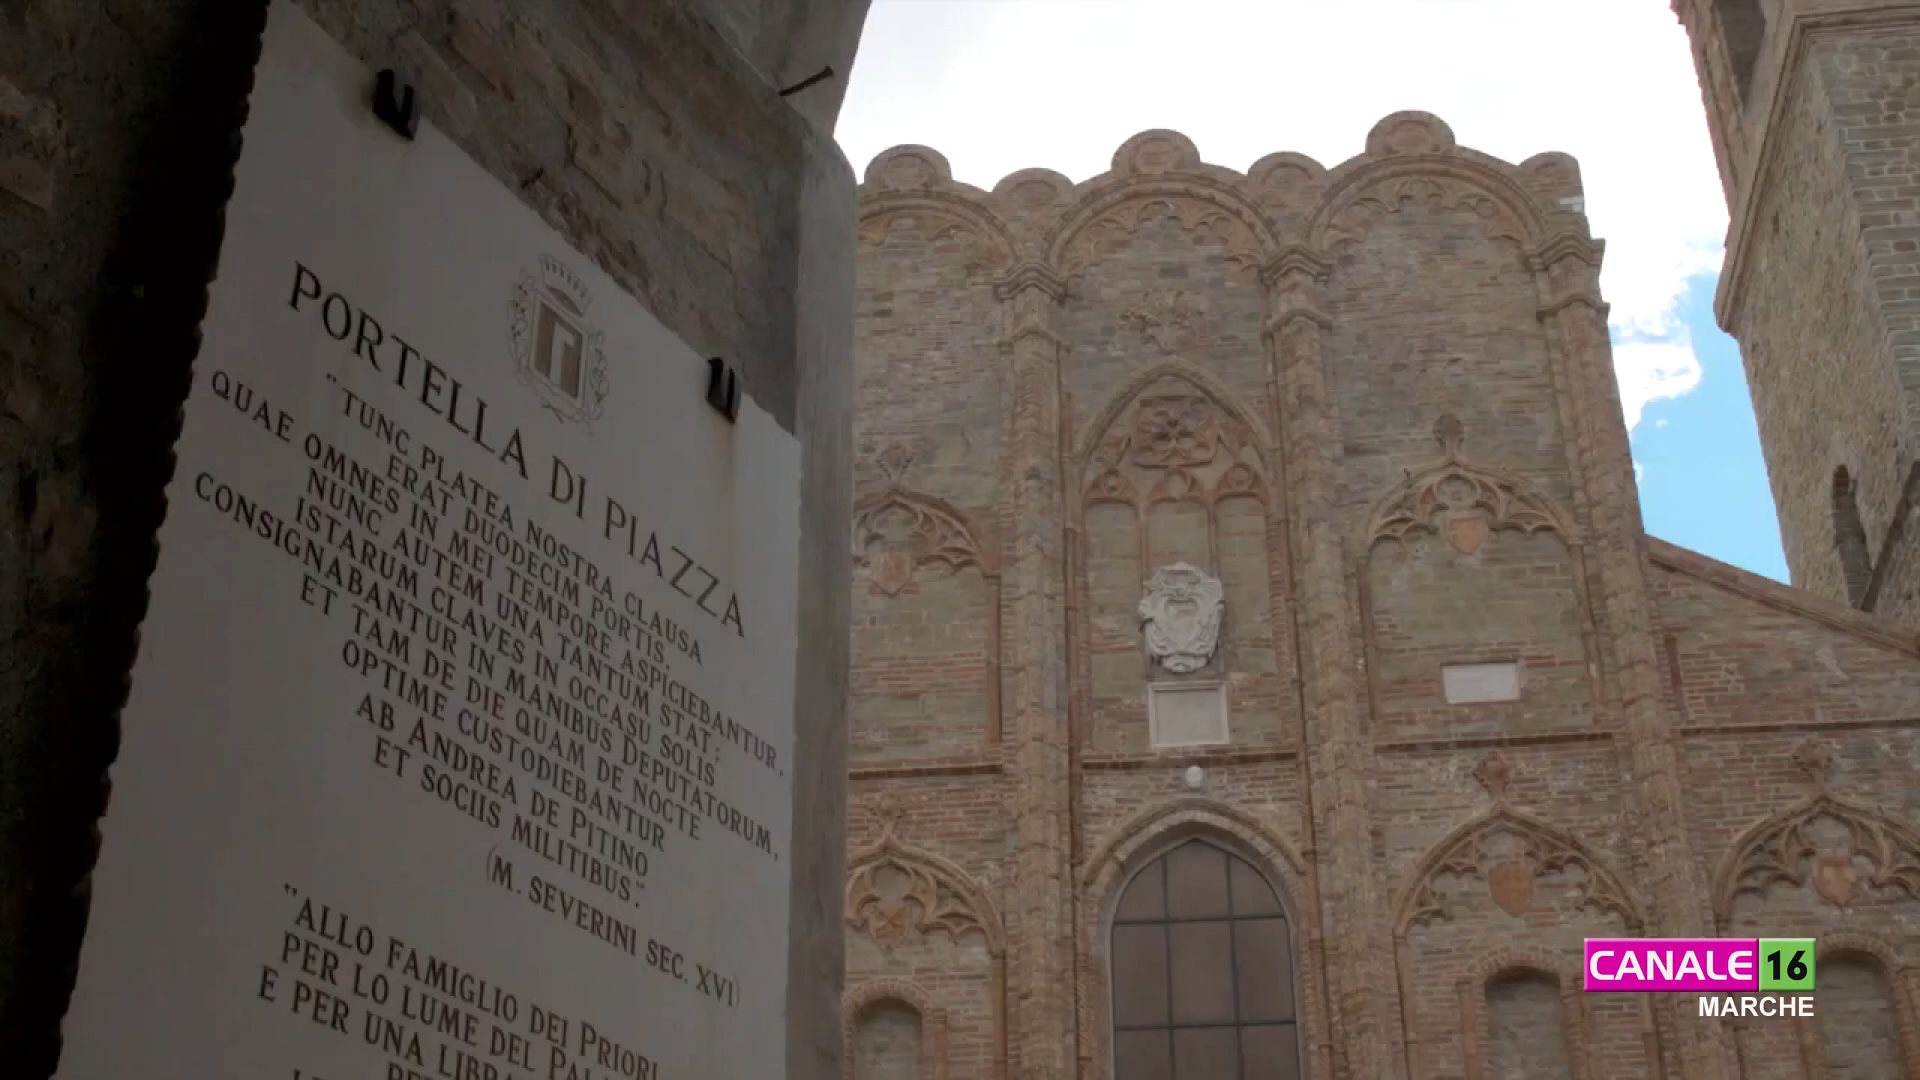 PORTELLA DI PIAZZA
"TUNC PLATEA NOSTRA CLAUSA
ERAT DUODECIM PORTIS,
QUAE OMNES IN MEI TEMPORE ASPICIEBANTUR,
NUNC AUTEM UNA TANTUM STAT;
ISTARUM CLAVES IN OCCASU SOLIS
CONSIGNABANTUR IN MANIBUS DEPUTATORUM,
ET TAM DE DIE QUAM DE NOCTE
OPTIME CUSTODIEBANTUR
AB ANDREA DE PITINO
ET SOCIIS MILITIBUS".
(M. SEVERINI SEC. XVI)
"ALLO FAMIGLIO DEI PRIORI
PER LO LUME DEL
E PER UNA
CANALE 16
MARCHE